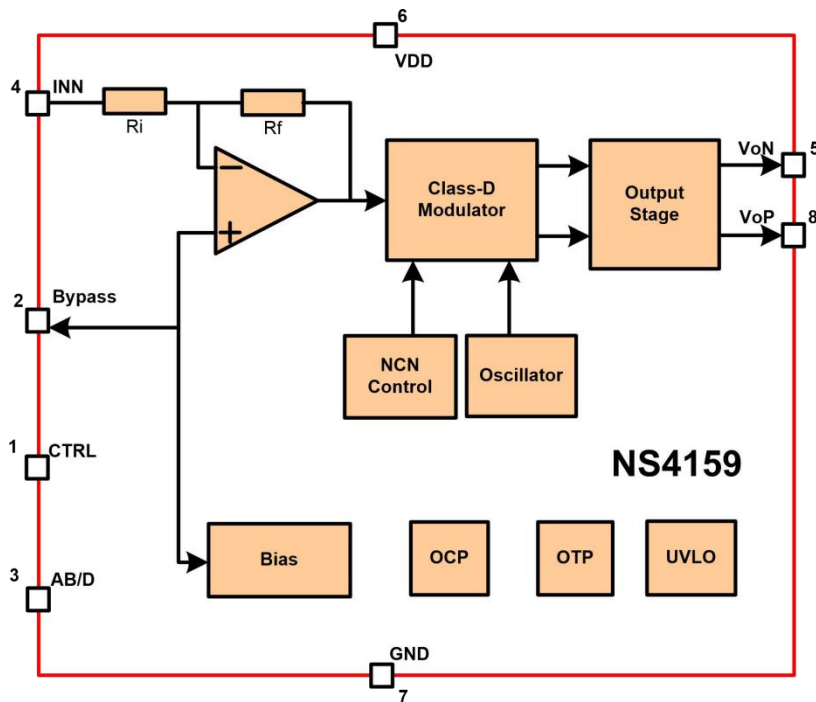 6
VDD
4
INN
Ri
Rf
Class-D
Modulator
Output
Stage
VoN
5
VoP
8
2
Bypass
NCN
Control
Oscillator
1
CTRL
NS4159
3
AB/D
Bias
OCP
OTP
UVLO
GND
7